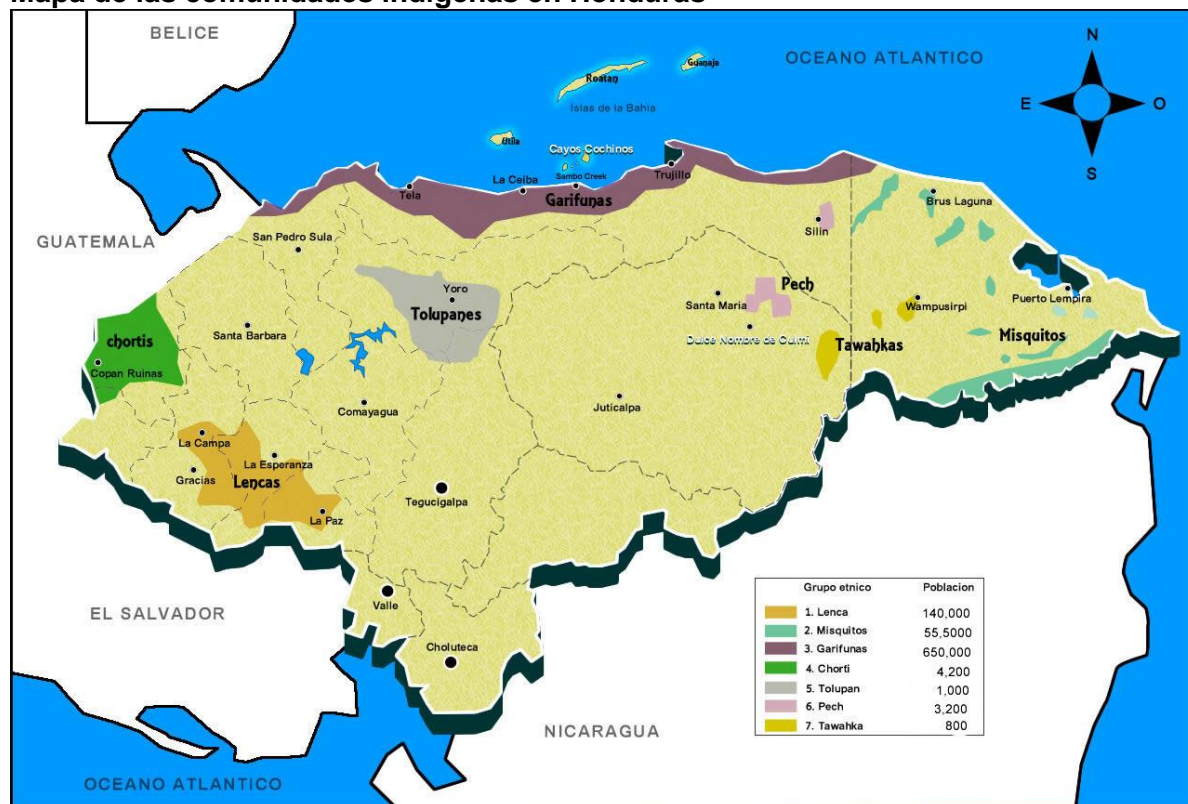 Mapa de las comunidades indígenas en Honduras
BELICE
OCEANO ATLANTICO
N
E
O
S
Guanaja
Roatan
Islas de la Bahia
Utila
Cayos Cochinos
Sambo Creek
La Ceiba
Tela
Trujillo
Garifunas
GUATEMALA
San Pedro Sula
Silin
Brus Laguna
Yoro
Tolupanes
Santa Maria
Pech
Wampusirpi
Puerto Lempira
chortis
Santa Barbara
Dulce Nombre de Culmi
Tawahkas
Misquitos
Copan Ruinas
Comayagua
Juticalpa
La Campa
La Esperanza
Gracias
Lencas
Tegucigalpa
La Paz
EL SALVADOR
Valle
Choluteca
NICARAGUA
OCEANO ATLANTICO
Grupo etnico Poblacion
1. Lenca 140,000
2. Misquitos 55,5000
3. Garifunas 650,000
4. Chorti 4,200
5. Tolupan 1,000
6. Pech 3,200
7. Tawahka 800